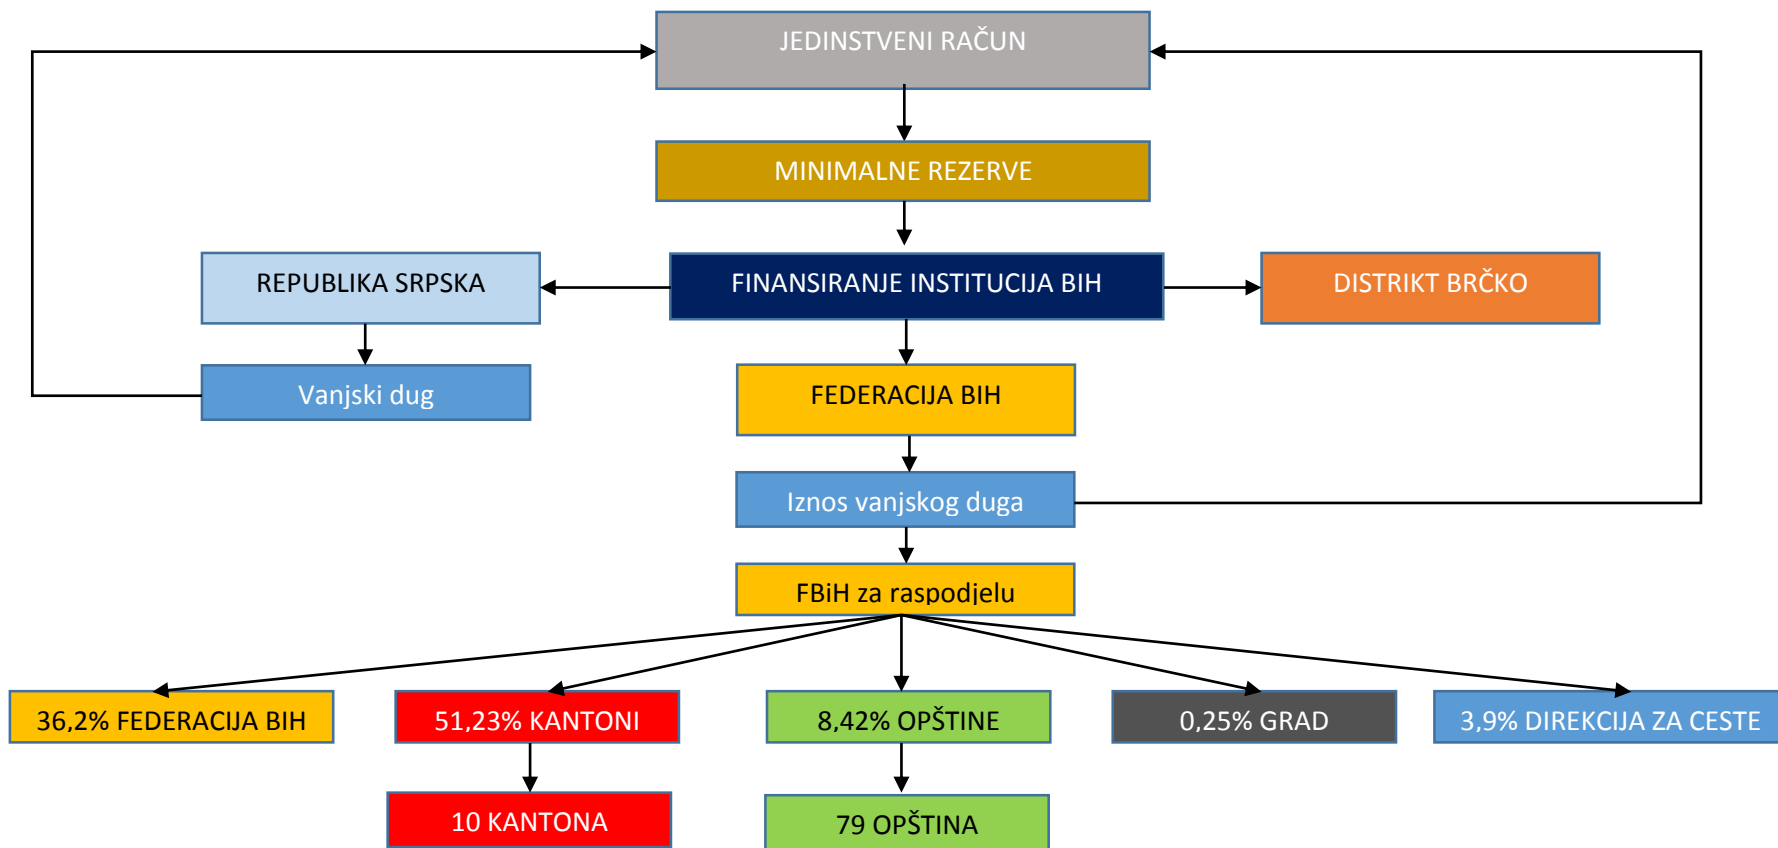 JEDINSTVENI RAČUN
MINIMALNE REZERVE
REPUBLIKA SRPSKA
FINANSIRANJE INSTITUCIJA BIH
DISTRIKT BRČKO
Vanjski dug
FEDERACIJA BIH
Iznos vanjskog duga
FBiH za raspodjelu
36,2% FEDERACIJA BIH
51,23% KANTONI
8,42% OPŠTINE
0,25% GRAD
3,9% DIREKCIJA ZA CESTE
10 KANTONA
79 OPŠTINA